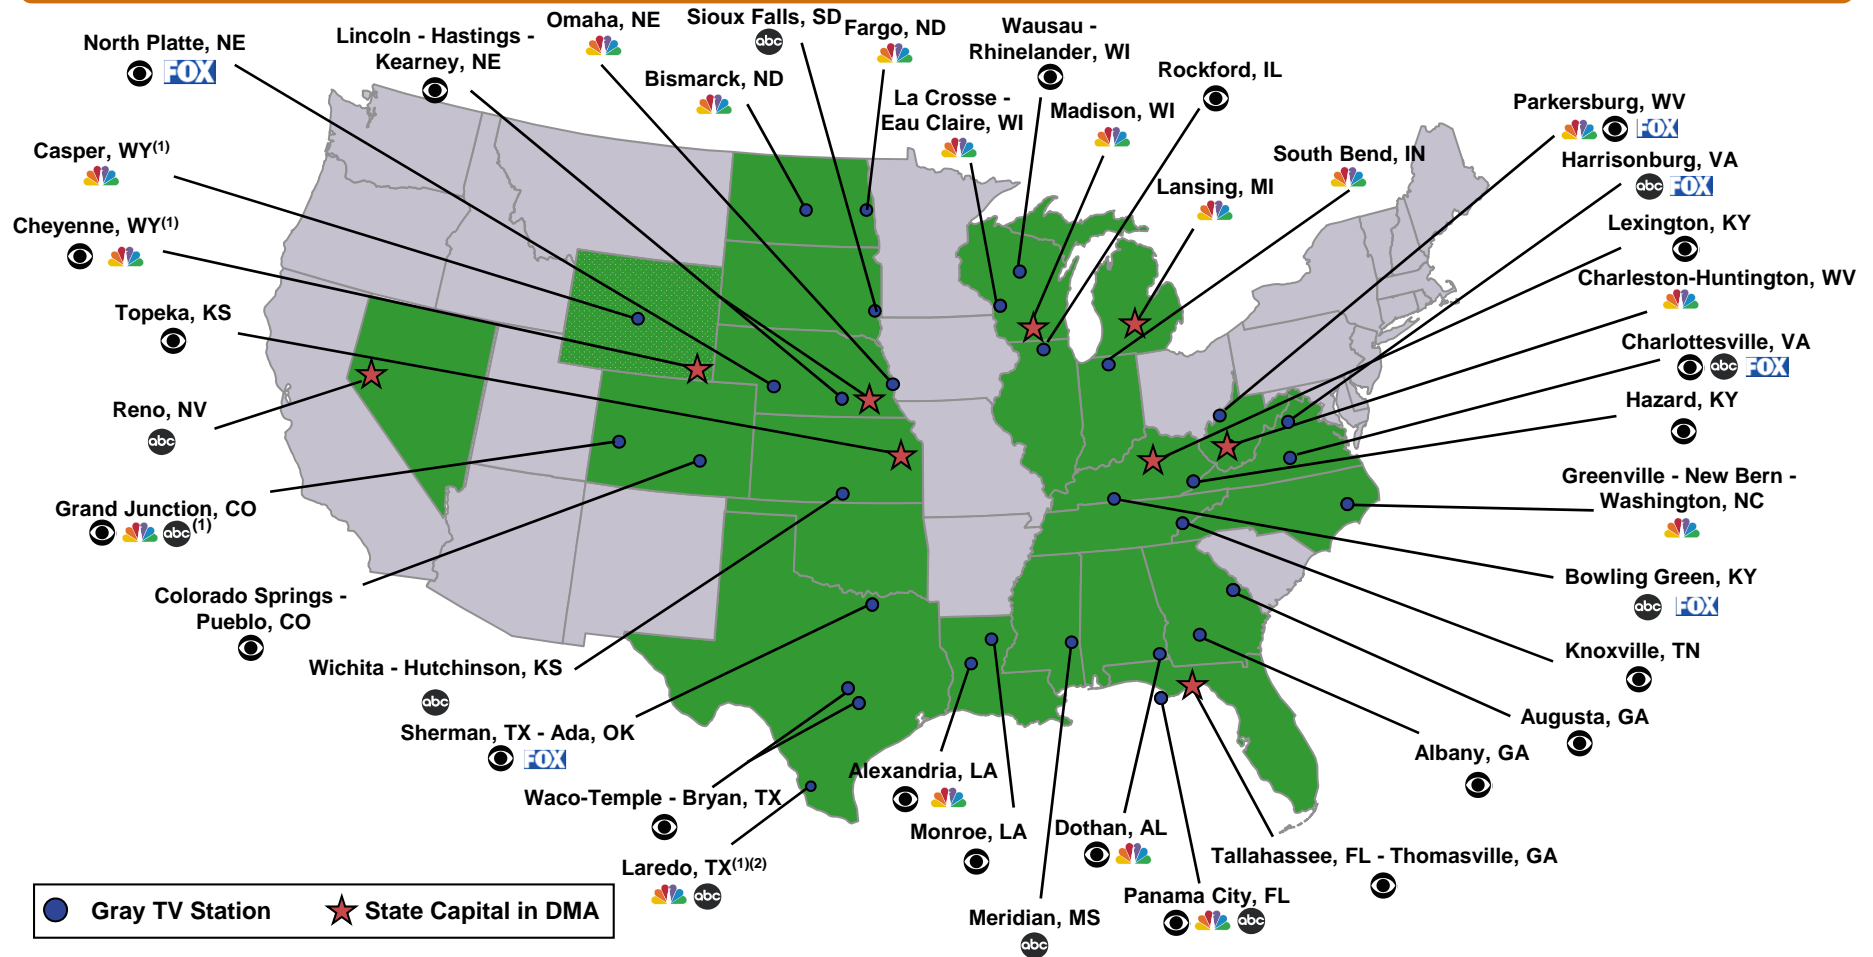 North Platte, NE
FOX
Lincoln - Hastings -
Kearney, NE
Omaha, NE
Sioux Falls, SD
abc
Fargo, ND
Bismarck, ND
Wausau -
Rhinelander, WI
La Crosse -
Eau Claire, WI
Madison, WI
Rockford, IL
South Bend, IN
Lansing, MI
Parkersburg, WV
FOX
Harrisonburg, VA
abc FOX
Lexington, KY
Charleston-Huntington, WV
Charlottesville, VA
abc FOX
Hazard, KY
Greenville - New Bern -
Washington, NC
Bowling Green, KY
abc FOX
Knoxville, TN
Augusta, GA
Albany, GA
Tallahassee, FL - Thomasville, GA
Panama City, FL
abc
Dothan, AL
Meridian, MS
abc
Monroe, LA
Alexandria, LA
Laredo, TX(1)(2)
abc
Waco-Temple - Bryan, TX
Sherman, TX - Ada, OK
FOX
Wichita - Hutchinson, KS
abc
Colorado Springs -
Pueblo, CO
Grand Junction, CO
abc(1)
Reno, NV
abc
Topeka, KS
Cheyenne, WY(1)
Casper, WY(1)
Gray TV Station
State Capital in DMA